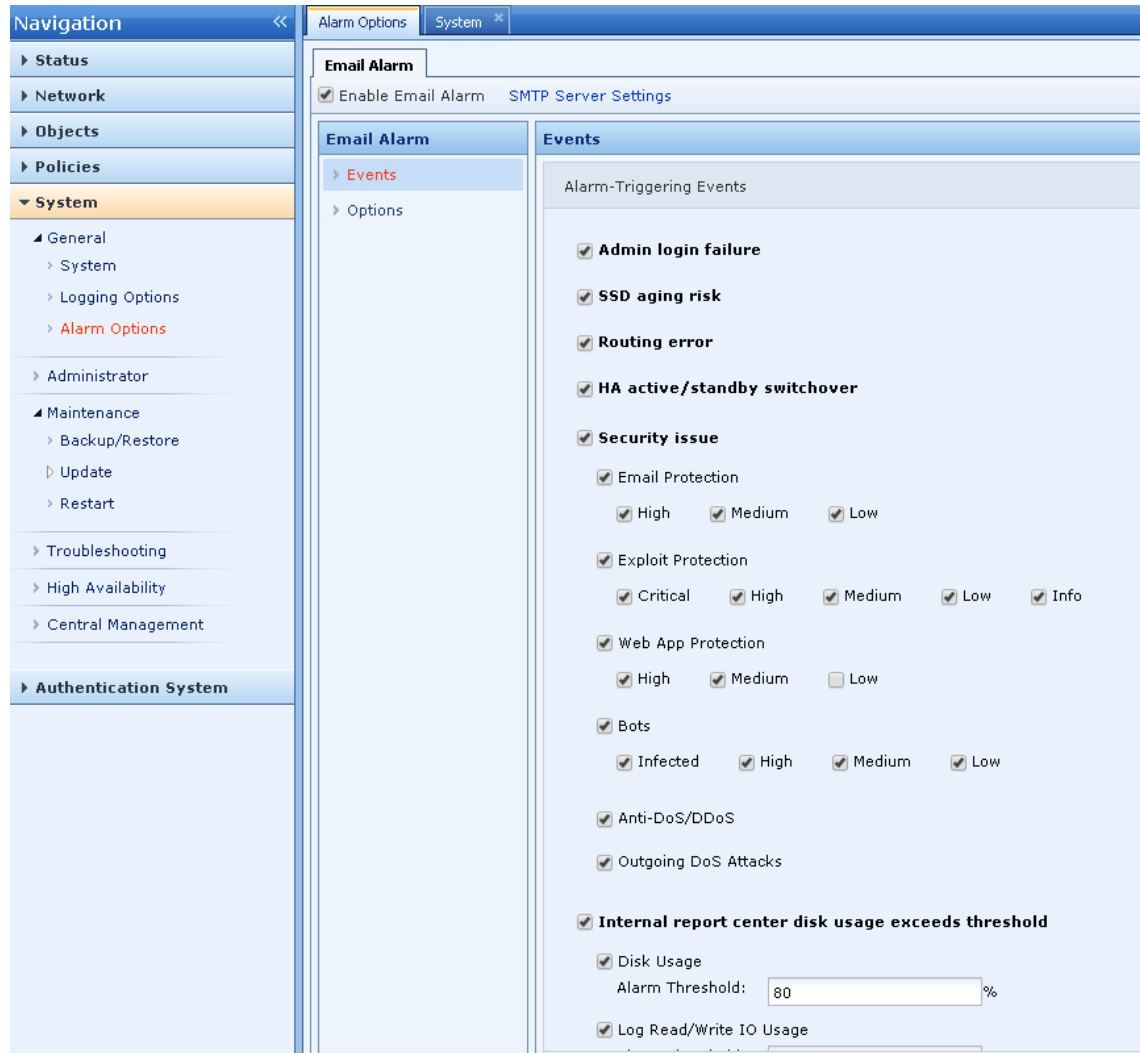 Navigation
Status
Network
Objects
Policies
System
General
System
Logging Options
Alarm Options
Administrator
Maintenance
Backup/Restore
Update
Restart
Troubleshooting
High Availability
Central Management
Authentication System
Alarm Options System
Email Alarm
Enable Email Alarm SMTP Server Settings
Email Alarm
Events
Options
Events
Alarm-Triggering Events
Admin login failure
SSD aging risk
Routing error
HA active/standby switchover
Security issue
Email Protection
High Medium Low
Exploit Protection
Critical High Medium Low Info
Web App Protection
High Medium Low
Bots
Infected High Medium Low
Anti-DoS/DDoS
Outgoing DoS Attacks
Internal report center disk usage exceeds threshold
Disk Usage
Alarm Threshold: 80 %
Log Read/Write IO Usage